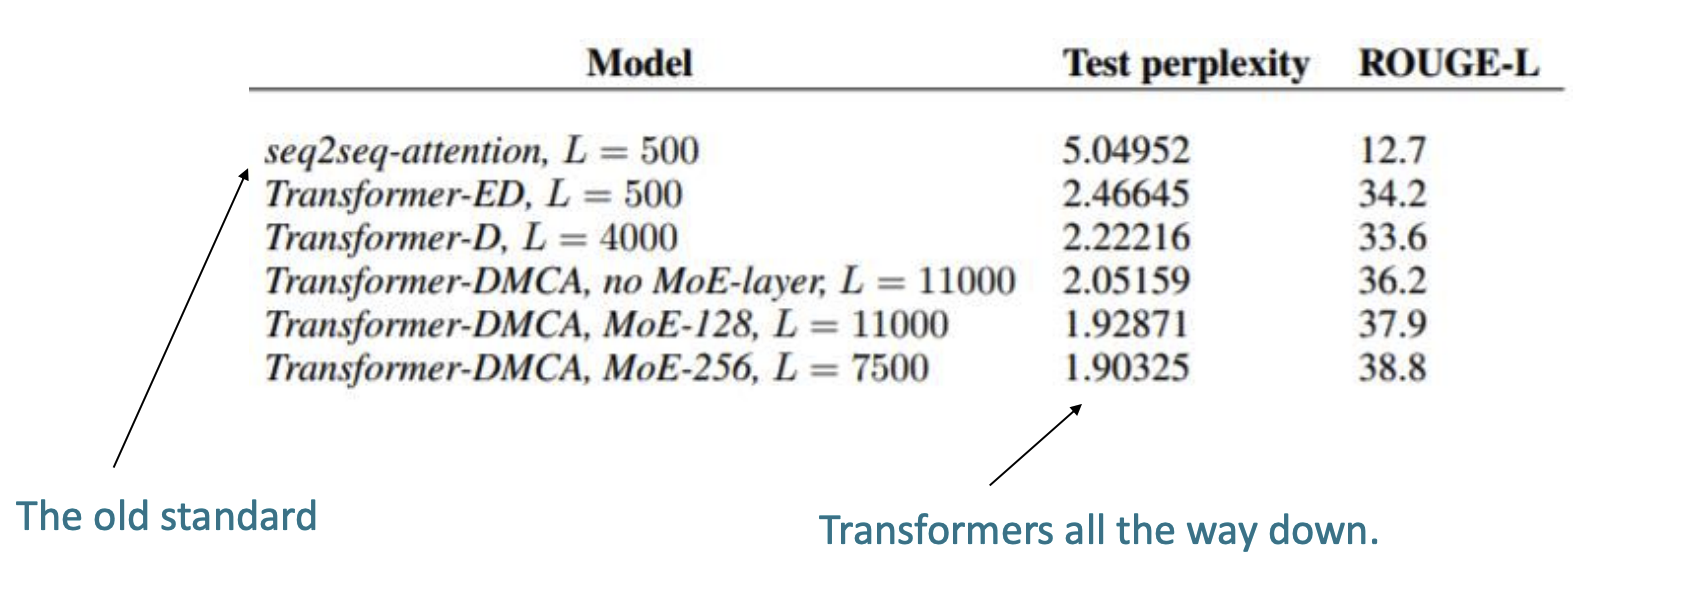 Model Test perplexity ROUGE-L
seq2seq-attention, L = 500 5.04952 12.7
Transformer-ED, L = 500 2.46645 34.2
Transformer-D, L = 4000 2.22216 33.6
Transformer-DMCA, no MoE-layer, L = 11000 2.05159 36.2
Transformer-DMCA, MoE-128, L = 11000 1.92871 37.9
Transformer-DMCA, MoE-256, L = 7500 1.90325 38.8
The old standard
Transformers all the way down.